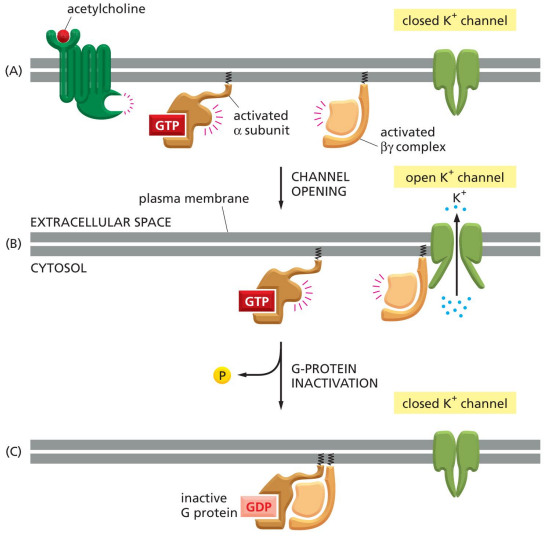 acetylcholine
closed K⁺ channel
(A)
GTP
activated
α subunit
activated
βγ complex
CHANNEL
OPENING
open K⁺ channel
plasma membrane
K⁺
EXTRACELLULAR SPACE
(B)
CYTOSOL
GTP
P
G-PROTEIN
INACTIVATION
closed K⁺ channel
(C)
inactive
G protein
GDP